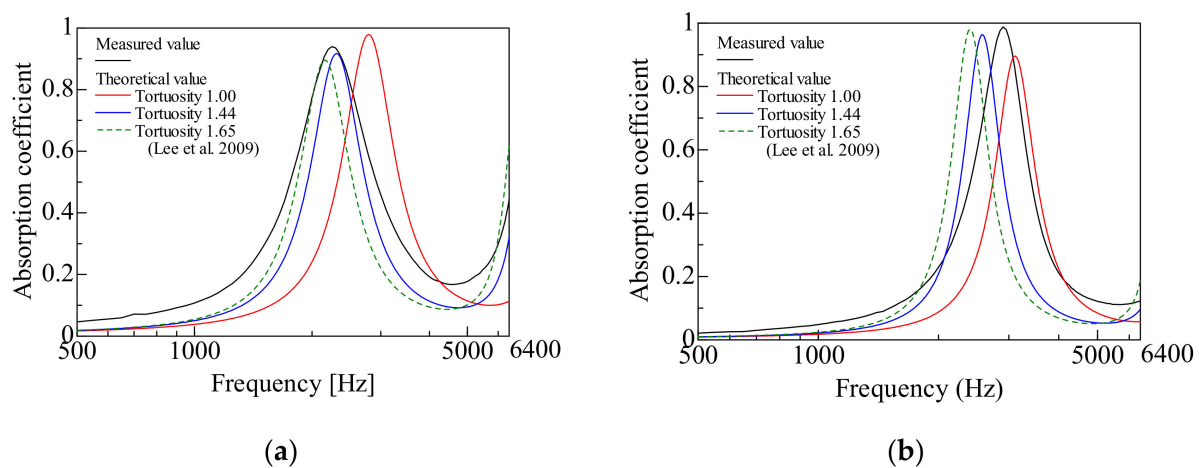 1
0.8
0.6
0.4
0.2
0
Absorption coefficient
Measured value
Theoretical value
Tortuosity 1.00
Tortuosity 1.44
Tortuosity 1.65
(Lee et al. 2009)
500
1000
5000
6400
Frequency [Hz]
(a)
1
0.8
0.6
0.4
0.2
0
Absorption coefficient
Measured value
Theoretical value
Tortuosity 1.00
Tortuosity 1.44
Tortuosity 1.65
(Lee et al. 2009)
500
1000
5000
6400
Frequency (Hz)
(b)